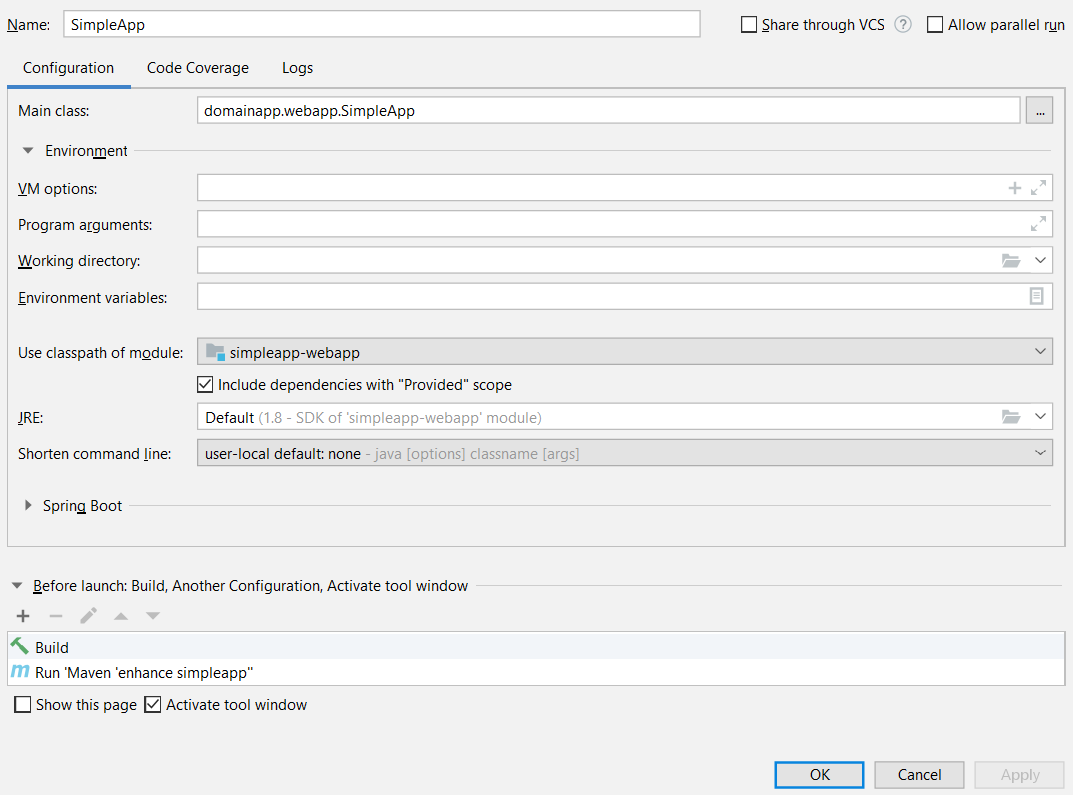 Name: SimpleApp Share through VCS ? Allow parallel run
Configuration Code Coverage Logs
Main class: domainapp.webapp.SimpleApp ...
Environment
VM options:
Program arguments:
Working directory:
Environment variables:
Use classpath of module: simpleapp-webapp
Include dependencies with "Provided" scope
JRE: Default (1.8 - SDK of 'simpleapp-webapp' module)
Shorten command line: user-local default: none - java [options] classname [args]
Spring Boot
Before launch: Build, Another Configuration, Activate tool window
Build
m Run 'Maven 'enhance simpleapp''
Show this page Activate tool window
OK Cancel Apply